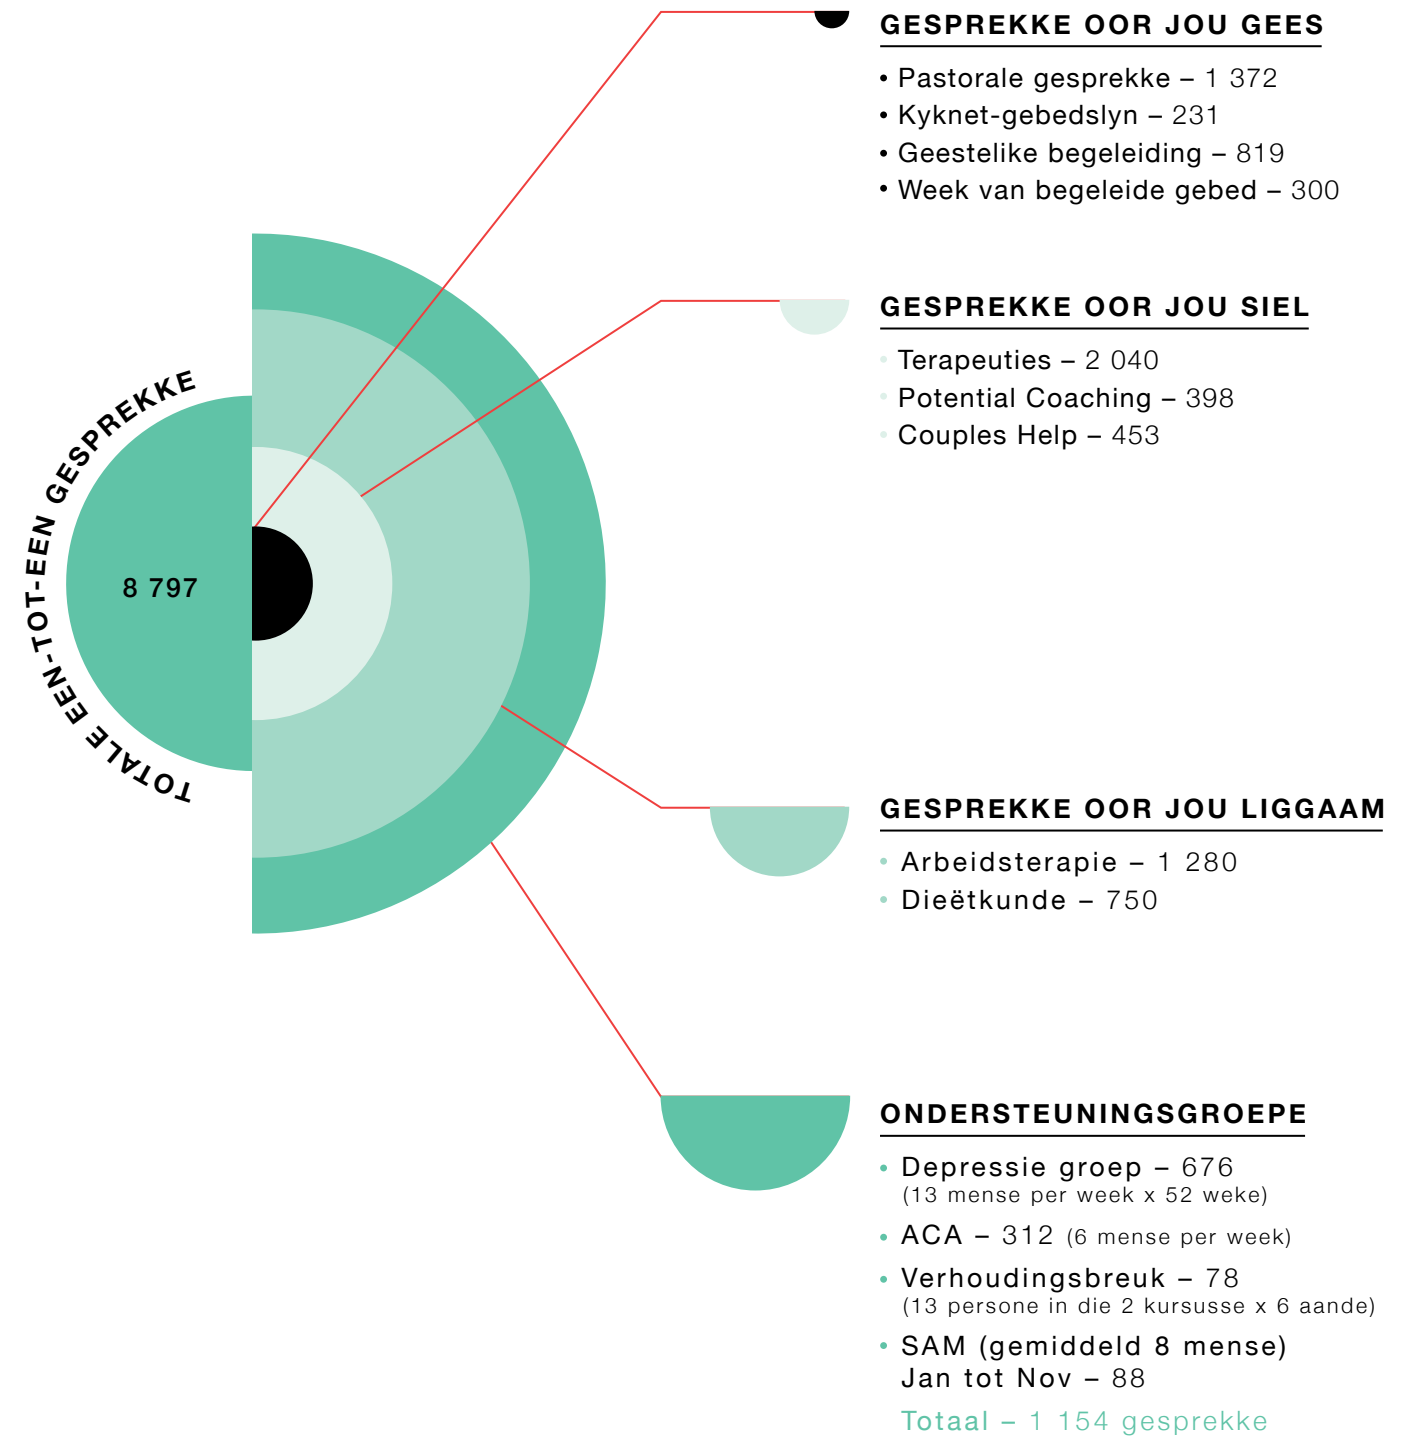 TOTALE EEN-TOT-EEN GESPREKKE
8 797
GESPREKKE OOR JOU GEES
• Pastorale gesprekke – 1 372
• Kyknet-gebedslyn – 231
• Geestelike begeleiding – 819
• Week van begeleide gebed – 300
GESPREKKE OOR JOU SIEL
• Terapeuties – 2 040
• Potential Coaching – 398
• Couples Help – 453
GESPREKKE OOR JOU LIGGAAM
• Arbeidsterapie – 1 280
• Dieëtkunde – 750
ONDERSTEUNINGSGROEPE
• Depressie groep – 676
(13 mense per week x 52 weke)
• ACA – 312 (6 mense per week)
• Verhoudingsbreuk – 78
(13 persone in die 2 kursusse x 6 aande)
• SAM (gemiddeld 8 mense)
Jan tot Nov – 88
Totaal – 1 154 gesprekke